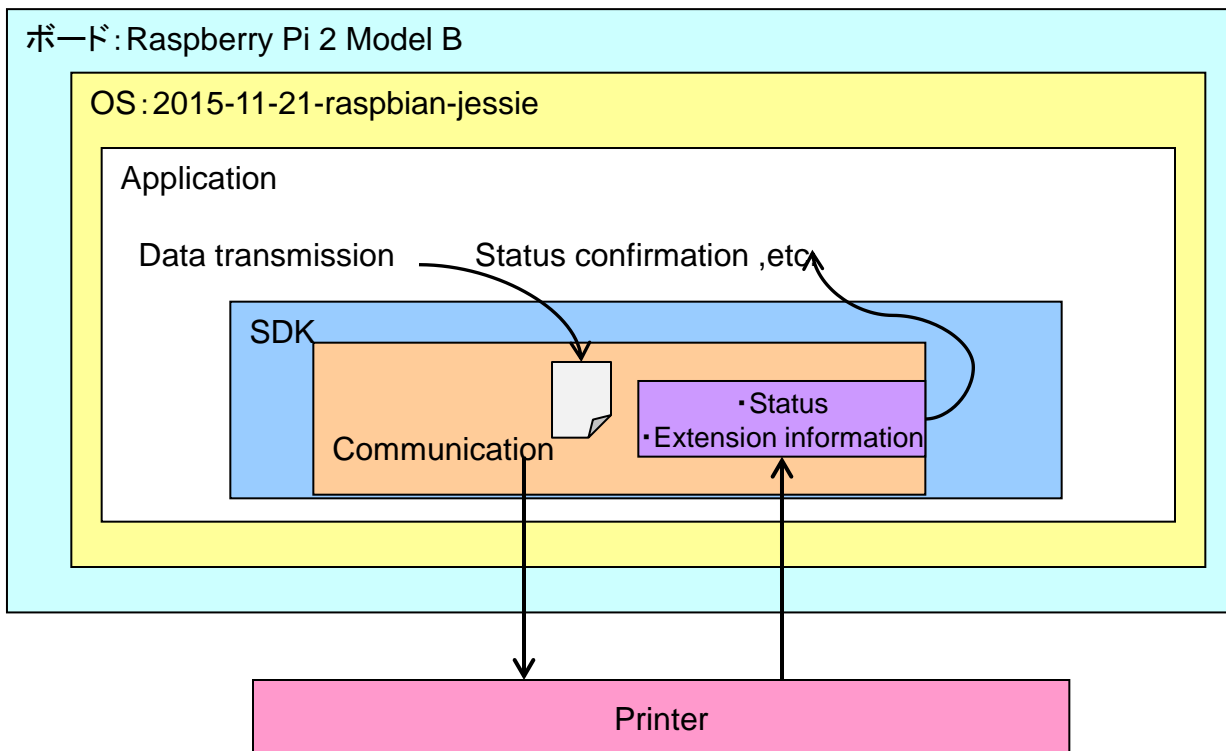 ボード：Raspberry Pi 2 Model B
OS：2015-11-21-raspbian-jessie
Application
Data transmission
Status confirmation ,etc
SDK
・Status
・Extension information
Communication
Printer